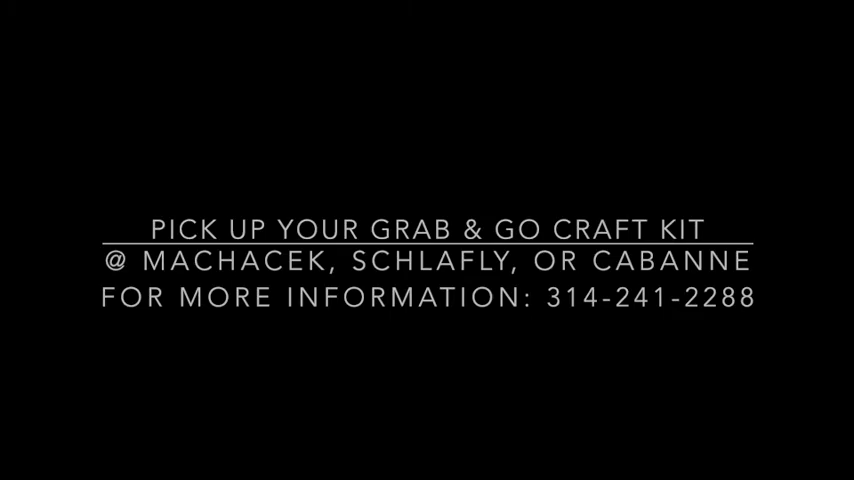 PICK UP YOUR GRAB & GO CRAFT KIT
@ MACHACEK, SCHLAFLY, OR CABANNE
FOR MORE INFORMATION: 314-241-2288